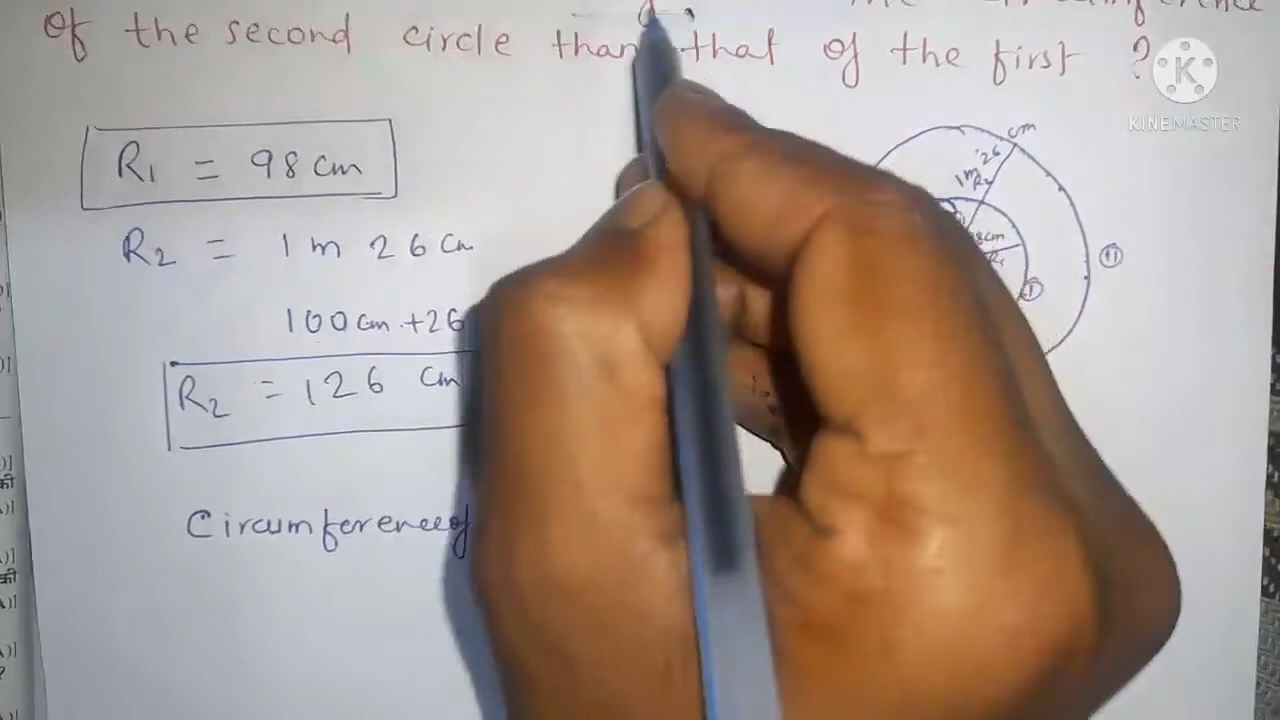 of the second circle than that of the first ?
R1 = 98 cm
R2 = 1 m 26 cm
100 cm + 26
R2 = 126 cm
Circumference of
1m 26 cm
R2
R1
I
II
KINEMASTER